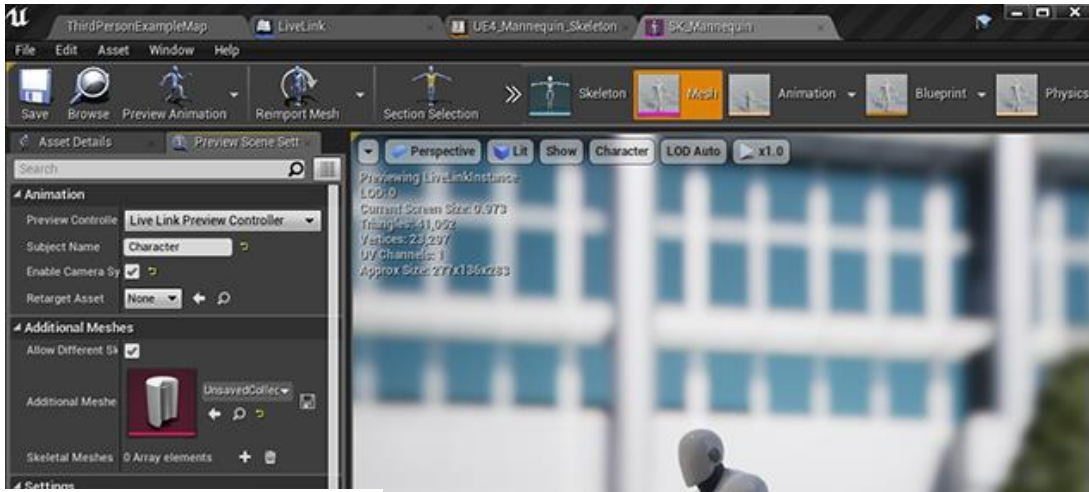 ThirdPersonExampleMap LiveLink UE4_Mannequin_Skeleton SK_Mannequin
File Edit Asset Window Help
Save Browse Preview Animation Reimport Mesh Section Selection Skeleton Mesh Animation Blueprint Physics
Asset Details Preview Scene Sett
Search
Animation
Preview Controlle Live Link Preview Controller
Subject Name Character
Enable Camera Sy
Retarget Asset None
Additional Meshes
Allow Different Sk
Additional Meshe UnsavedCollec
Skeletal Meshes 0 Array elements
Settings
Perspective Lit Show Character LOD Auto x1.0
Previewing LiveLinkInstance
LOD: 0
Current Screen Size: 0.973
Triangles: 41,052
Vertices: 23,297
UV Channels: 1
Approx Size: 277x136x283